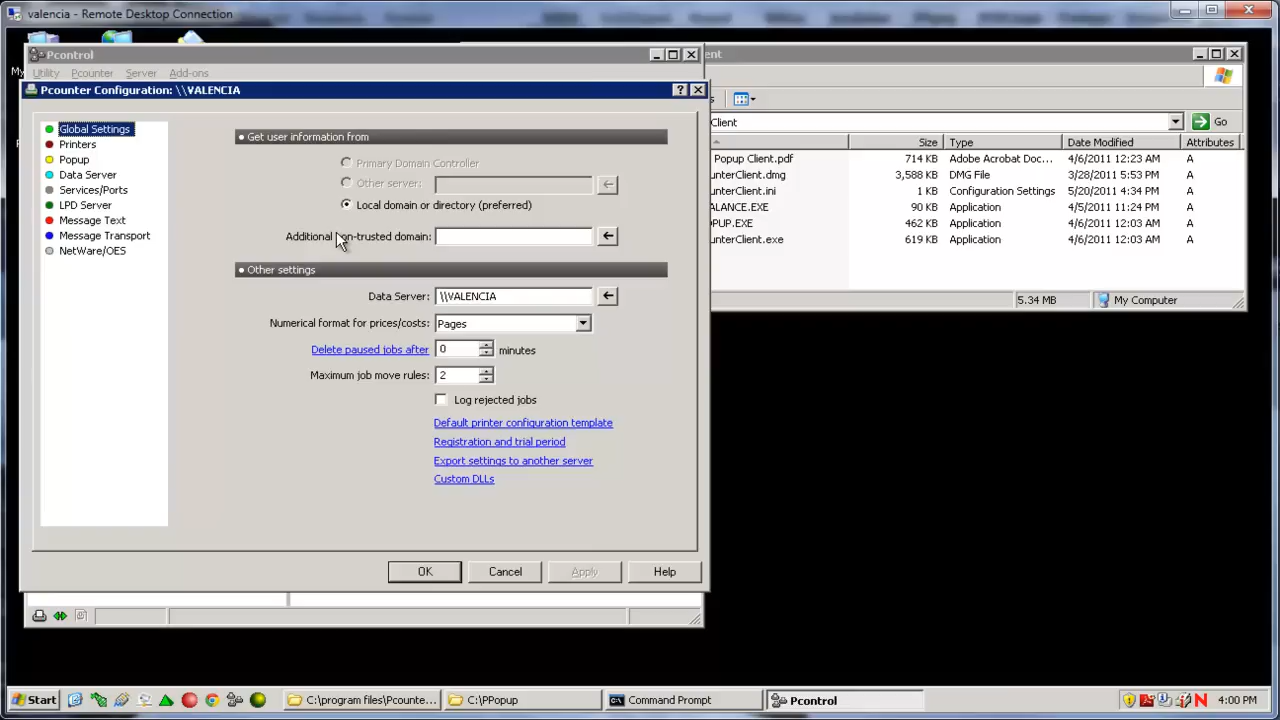 valencia - Remote Desktop Connection
Pcontrol
Utility Pcounter Server Add-ons
Pcounter Configuration: \\VALENCIA
Global Settings
Printers
Popup
Data Server
Services/Ports
LPD Server
Message Text
Message Transport
NetWare/OES
Get user information from
Primary Domain Controller
Other server:
Local domain or directory (preferred)
Additional non-trusted domain:
Other settings
Data Server: \\VALENCIA
Numerical format for prices/costs: Pages
Delete paused jobs after 0 minutes
Maximum job move rules: 2
Log rejected jobs
Default printer configuration template
Registration and trial period
Export settings to another server
Custom DLLs
OK Cancel Apply Help
ent
Client Go
Size Type Date Modified Attributes
Popup Client.pdf 714 KB Adobe Acrobat Doc... 4/6/2011 12:23 AM A
unterClient.dmg 3,588 KB DMG File 3/28/2011 5:53 PM A
unterClient.ini 1 KB Configuration Settings 5/20/2011 4:34 PM A
ALANCE.EXE 90 KB Application 4/5/2011 11:24 PM A
OPUP.EXE 462 KB Application 4/6/2011 12:03 AM A
unterClient.exe 619 KB Application 4/6/2011 12:03 AM A
5.34 MB My Computer
My
Start C:\program files\Pcounte... C:\PPopup Command Prompt Pcontrol 4:00 PM